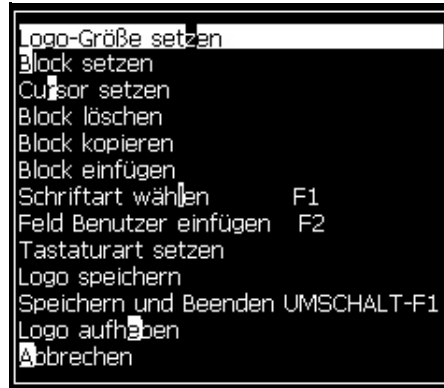 Logo-Größe setzen
Block setzen
Cursor setzen
Block löschen
Block kopieren
Block einfügen
Schriftart wählen F1
Feld Benutzer einfügen F2
Tastaturart setzen
Logo speichern
Speichern und Beenden UMSCHALT-F1
Logo aufheben
Abbrechen